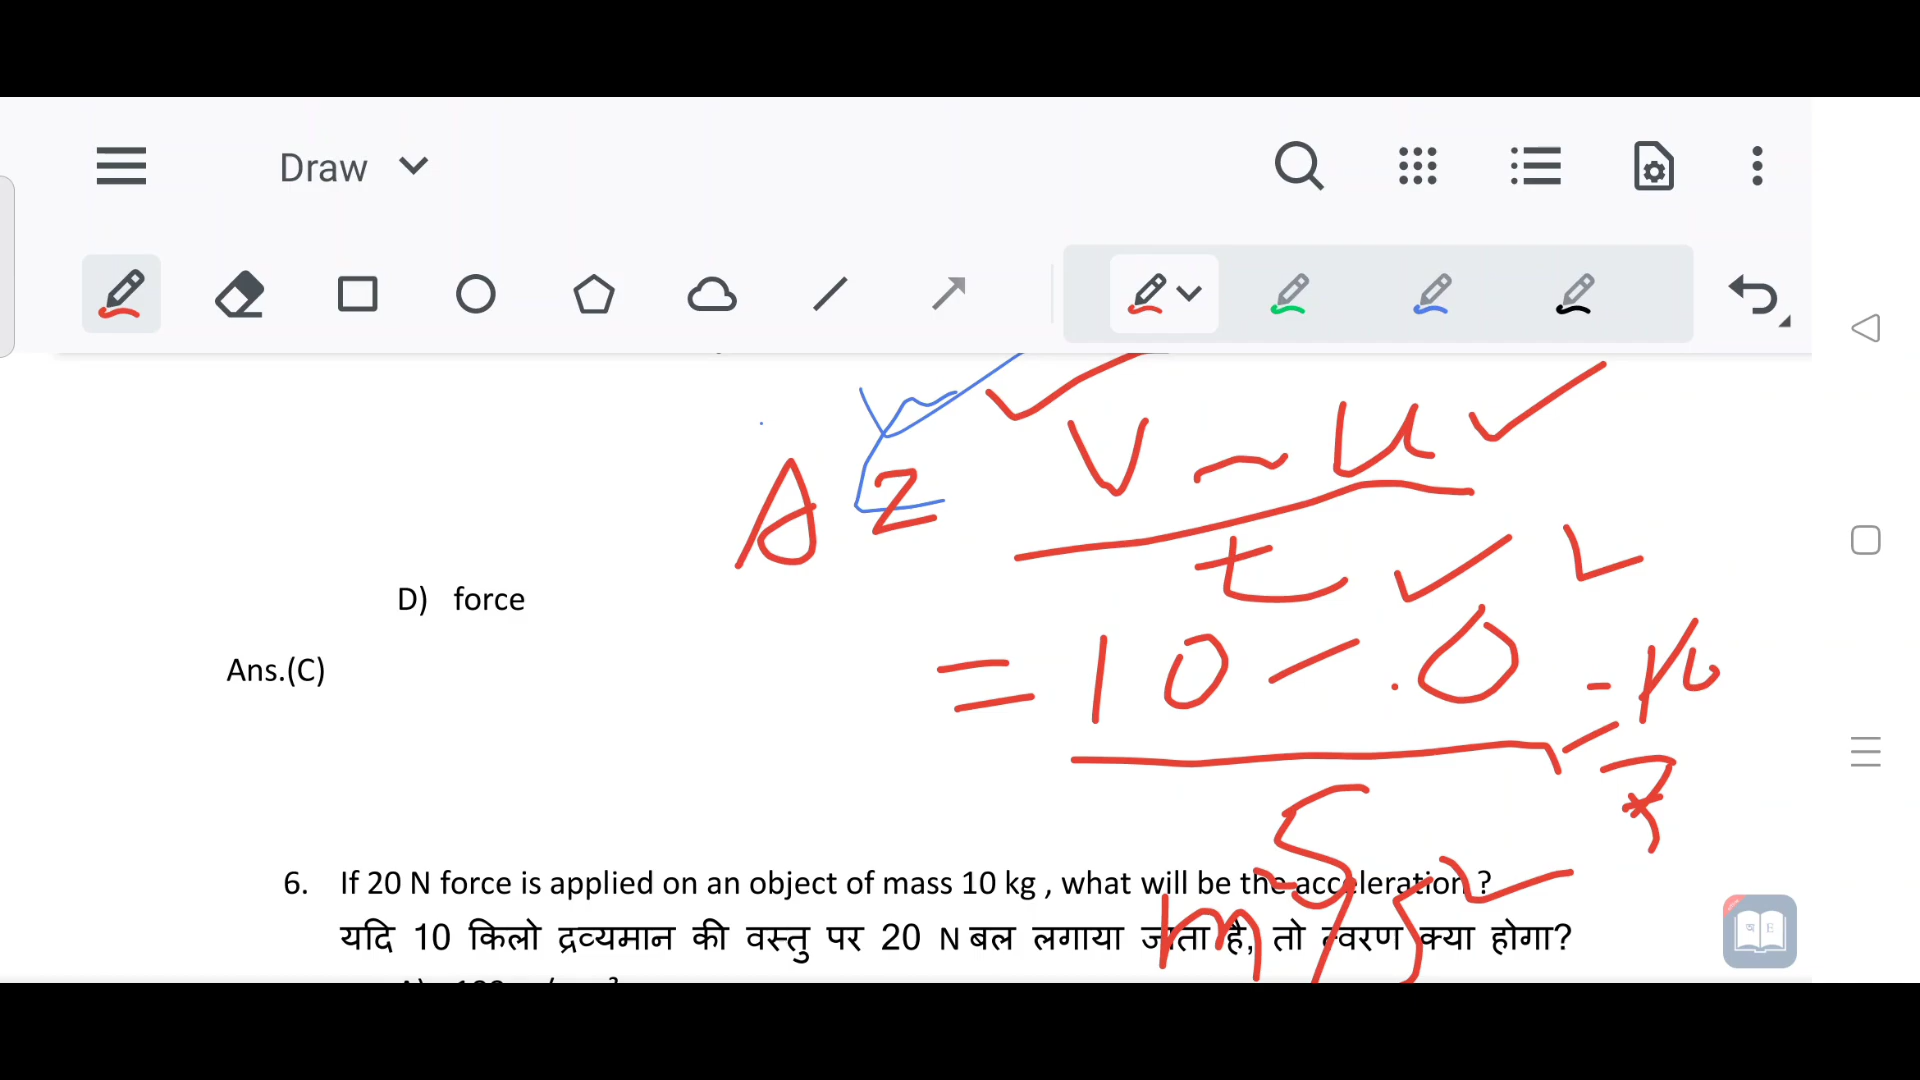 Draw
A = V - u
t
D) force
= 10 - 0 - 10
Ans.(C)
5
6. If 20 N force is applied on an object of mass 10 kg , what will be the acceleration ?
यदि 10 किलो द्रव्यमान की वस्तु पर 20 N बल लगाया जाता है, तो त्वरण क्या होगा?
m/s